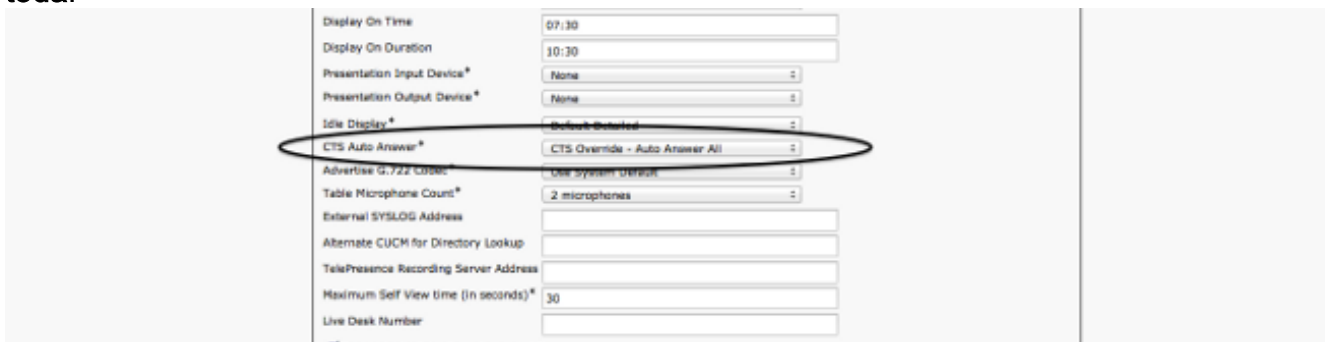 Display On Time 07:30
Display On Duration 10:30
Presentation Input Device* None
Presentation Output Device* None
Idle Display* Default Detailed
CTS Auto Answer* CTS Override - Auto Answer All
Advertise G.722 Codec* Use System Default
Table Microphone Count* 2 microphones
External SYSLOG Address
Alternate CUCM for Directory Lookup
TelePresence Recording Server Address
Maximum Self View time (in seconds)* 30
Live Desk Number